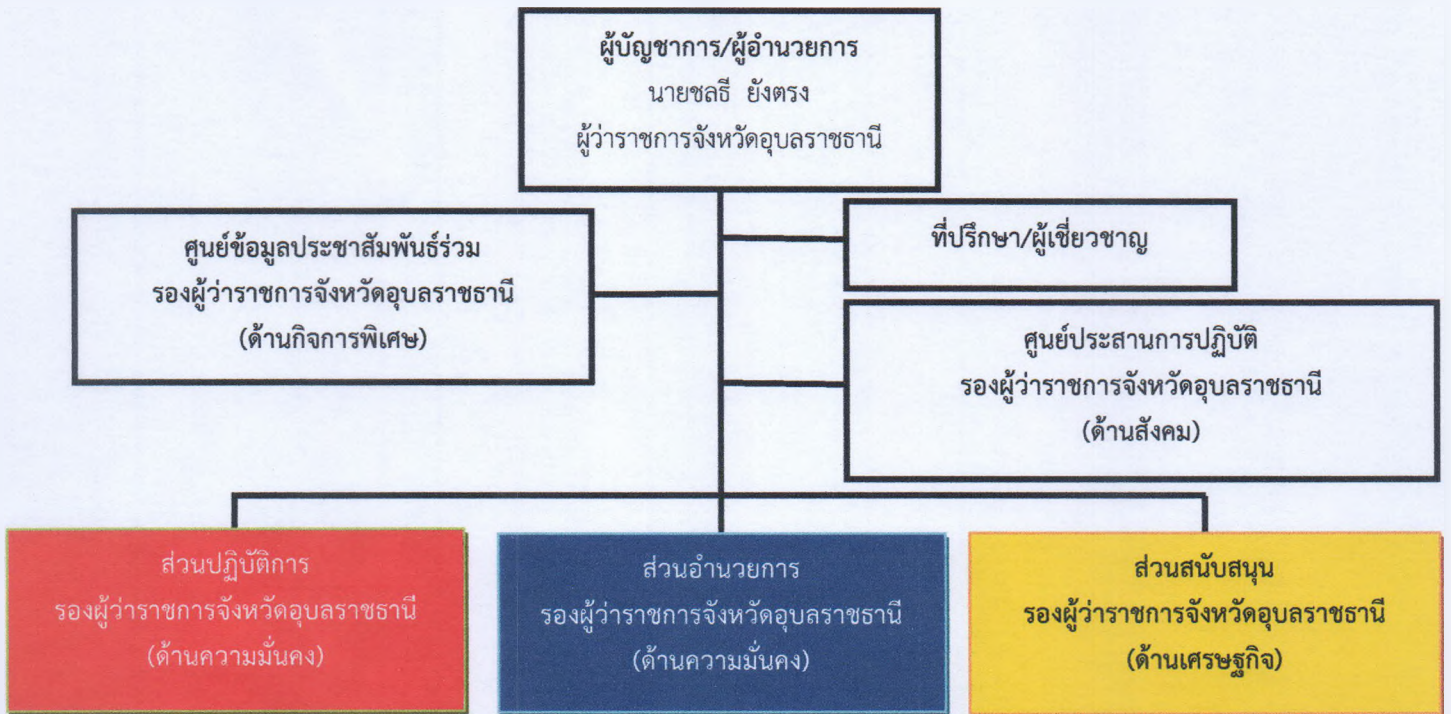 ผู้บัญชาการ/ผู้อำนวยการ
นายชลธี ยังตรง
ผู้ว่าราชการจังหวัดอุบลราชธานี
ศูนย์ข้อมูลประชาสัมพันธ์ร่วม
รองผู้ว่าราชการจังหวัดอุบลราชธานี
(ด้านกิจการพิเศษ)
ที่ปรึกษา/ผู้เชี่ยวชาญ
ศูนย์ประสานการปฏิบัติ
รองผู้ว่าราชการจังหวัดอุบลราชธานี
(ด้านสังคม)
ส่วนปฏิบัติการ
รองผู้ว่าราชการจังหวัดอุบลราชธานี
(ด้านความมั่นคง)
ส่วนอำนวยการ
รองผู้ว่าราชการจังหวัดอุบลราชธานี
(ด้านความมั่นคง)
ส่วนสนับสนุน
รองผู้ว่าราชการจังหวัดอุบลราชธานี
(ด้านเศรษฐกิจ)